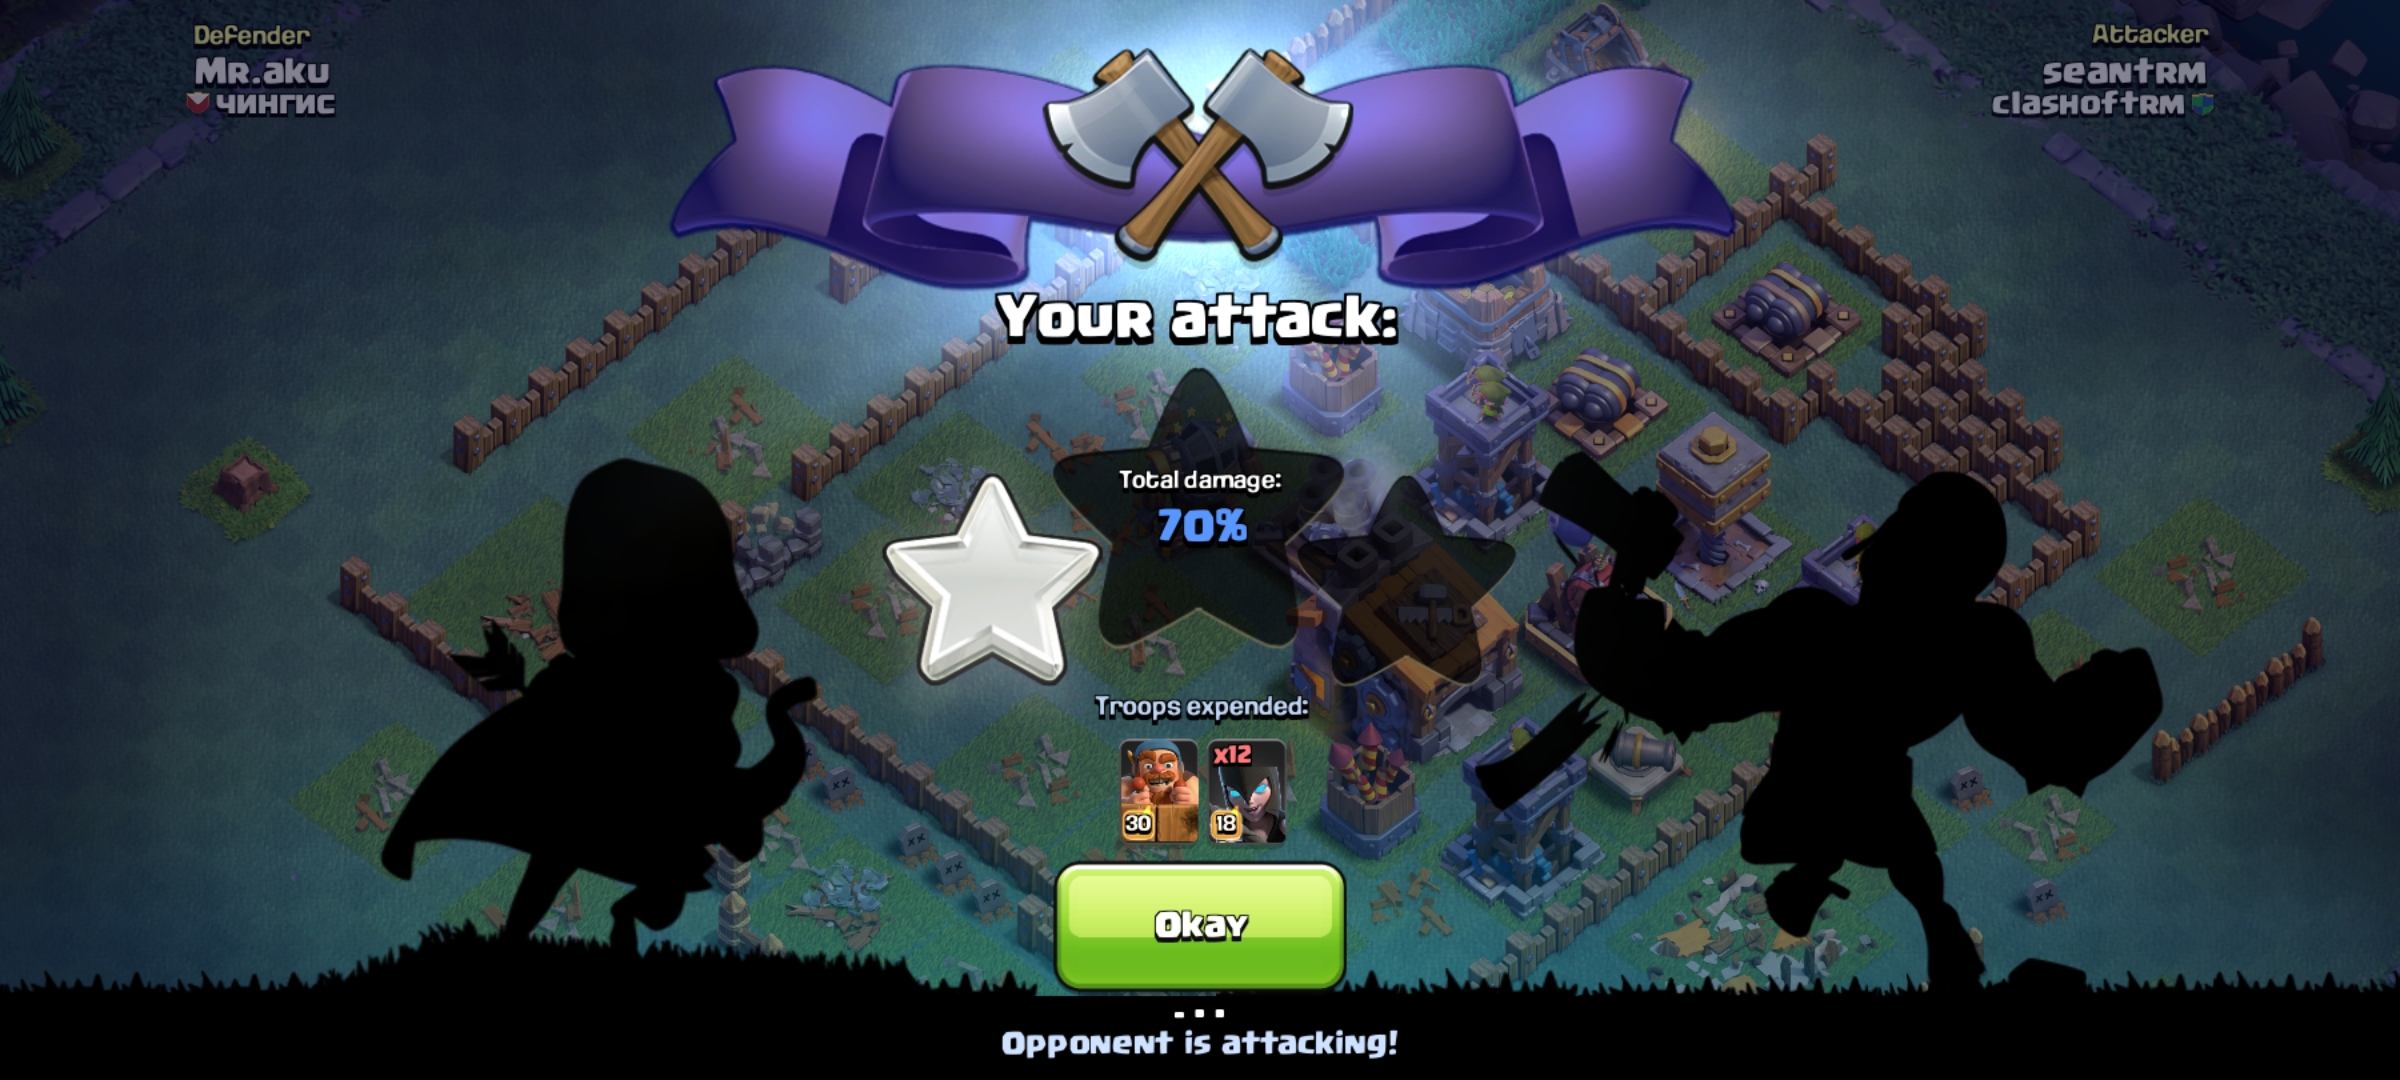 Defender
Mr.aku
чингис
Attacker
seantrm
clashoftrm
Your attack:
Total damage:
70%
Troops expended:
30
x12
18
Okay
...
Opponent is attacking!